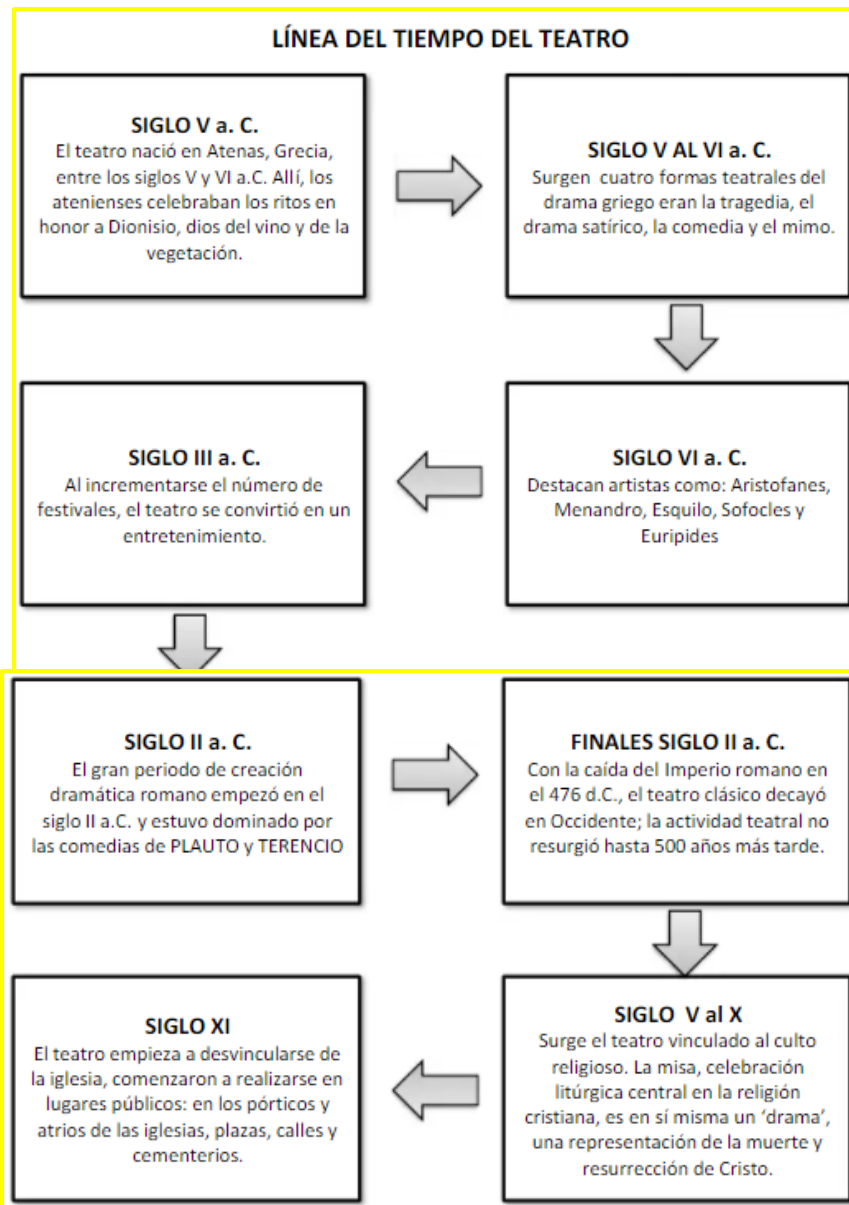 LÍNEA DEL TIEMPO DEL TEATRO
SIGLO V a. C.
El teatro nació en Atenas, Grecia,
entre los siglos V y VI a.C. Allí, los
atenienses celebraban los ritos en
honor a Dionisio, dios del vino y de la
vegetación.
SIGLO V AL VI a. C.
Surgen cuatro formas teatrales del
drama griego eran la tragedia, el
drama satírico, la comedia y el mimo.
SIGLO VI a. C.
Destacan artistas como: Aristofanes,
Menandro, Esquilo, Sofocles y
Euripides
SIGLO III a. C.
Al incrementarse el número de
festivales, el teatro se convirtió en un
entretenimiento.
SIGLO II a. C.
El gran periodo de creación
dramática romano empezó en el
siglo II a.C. y estuvo dominado por
las comedias de PLAUTO y TERENCIO
FINALES SIGLO II a. C.
Con la caída del Imperio romano en
el 476 d.C., el teatro clásico decayó
en Occidente; la actividad teatral no
resurgió hasta 500 años más tarde.
SIGLO V al X
Surge el teatro vinculado al culto
religioso. La misa, celebración
litúrgica central en la religión
cristiana, es en sí misma un ‘drama’,
una representación de la muerte y
resurrección de Cristo.
SIGLO XI
El teatro empieza a desvincularse de
la iglesia, comenzaron a realizarse en
lugares públicos: en los pórticos y
atrios de las iglesias, plazas, calles y
cementerios.